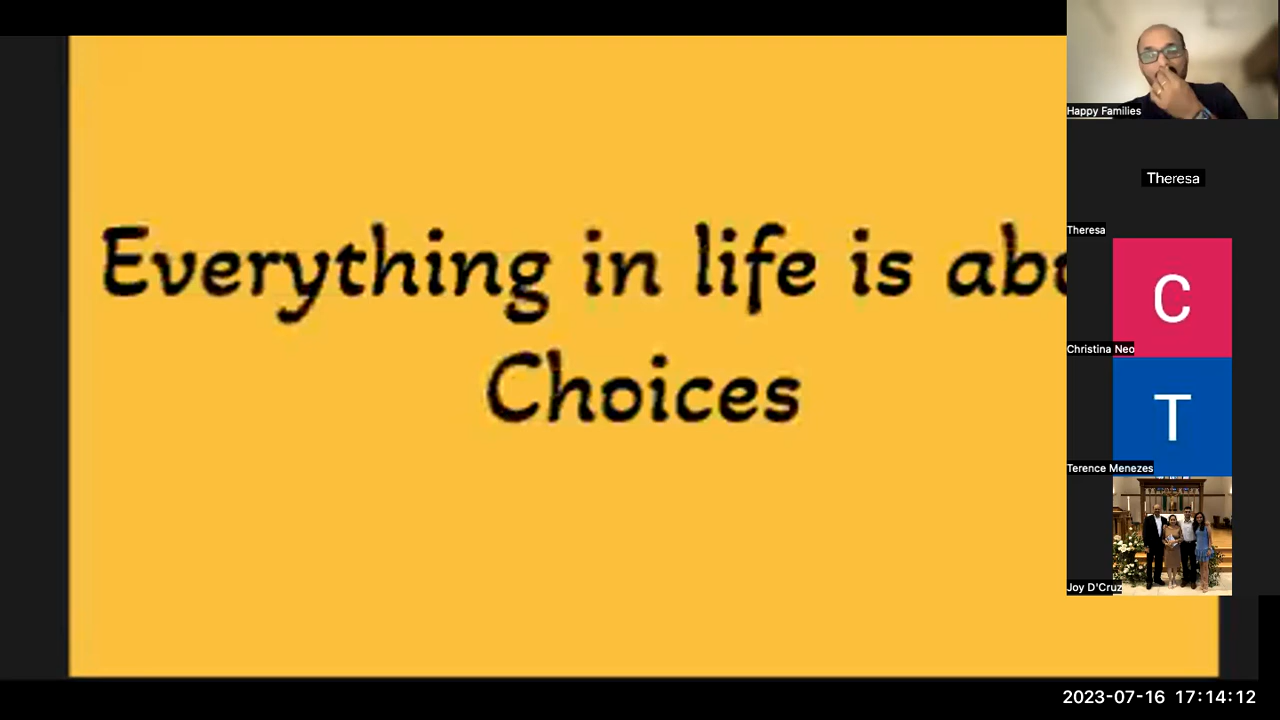 Everything in life is abo
Choices
Happy Families
Theresa
Theresa
C
Christina Neo
T
Terence Menezes
Joy D'Cruz
2023-07-16 17:14:12